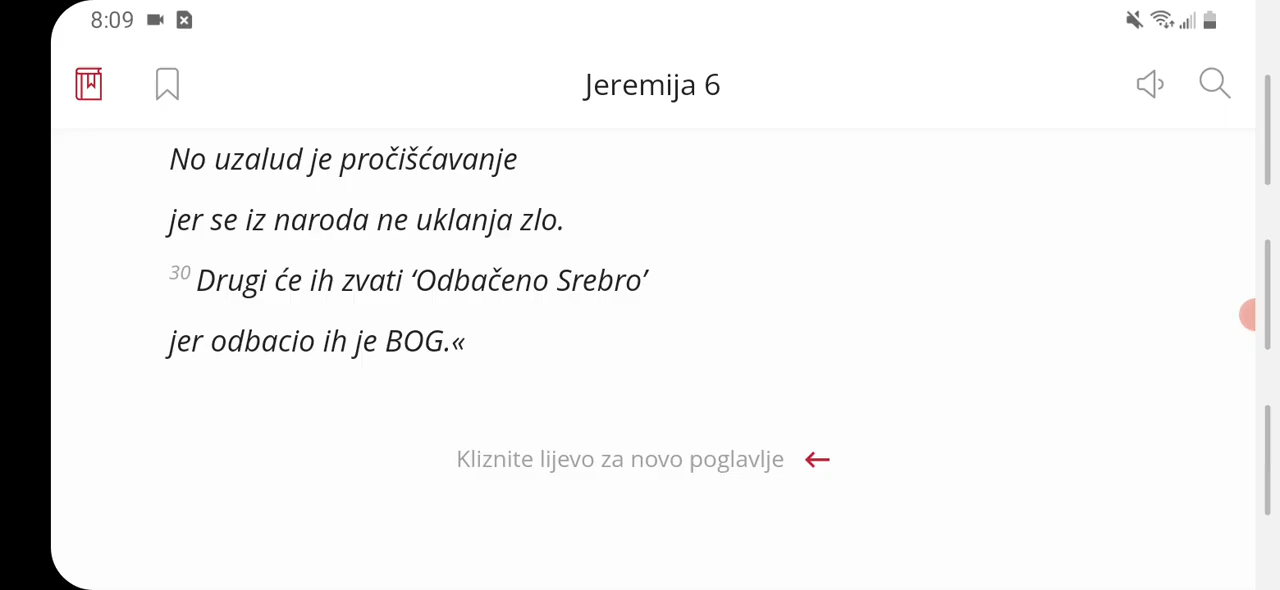 8:09
Jeremija 6
No uzalud je pročišćavanje
jer se iz naroda ne uklanja zlo.
30 Drugi će ih zvati ‘Odbačeno Srebro’
jer odbacio ih je BOG.«
Kliznite lijevo za novo poglavlje